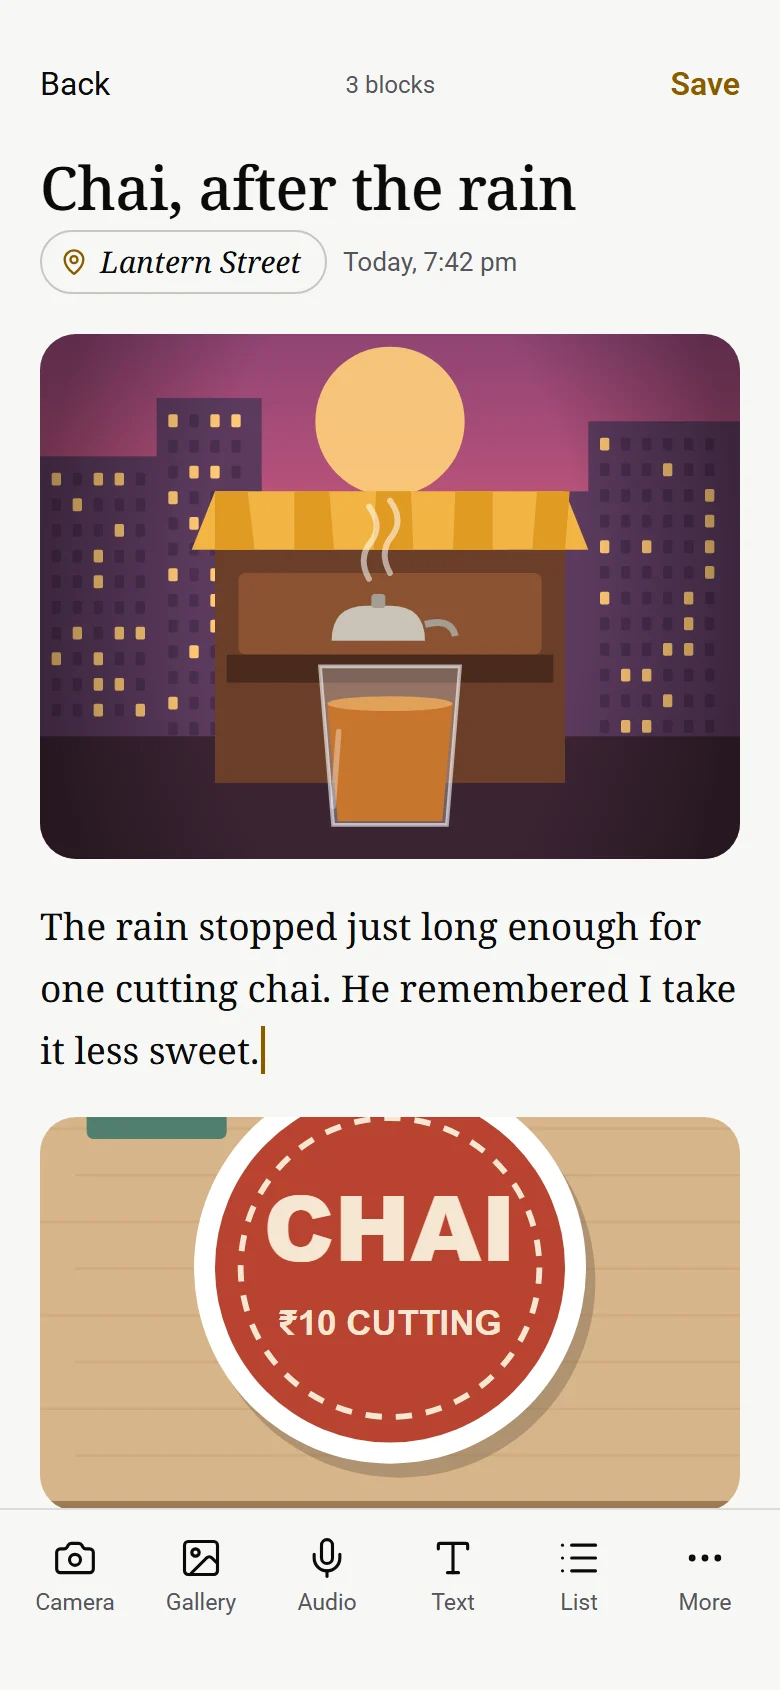 Back
3 blocks
Save
Chai, after the rain
Lantern Street
Today, 7:42 pm
The rain stopped just long enough for
one cutting chai. He remembered I take
it less sweet.
CHAI
₹10 CUTTING
Camera
Gallery
Audio
Text
List
More